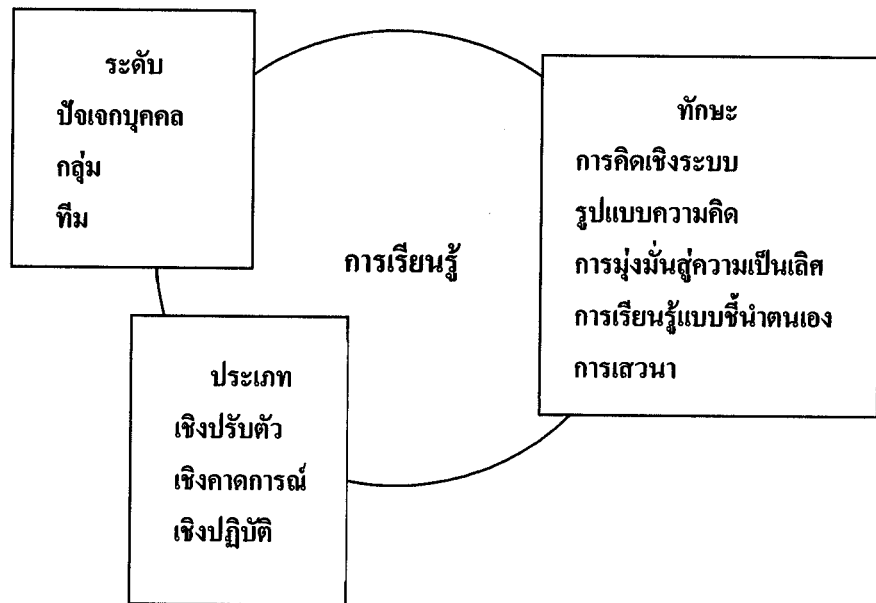 ระดับ
ปัจเจกบุคคล
กลุ่ม
ทีม
ทักษะ
การคิดเชิงระบบ
รูปแบบความคิด
การมุ่งมั่นสู่ความเป็นเลิศ
การเรียนรู้แบบชี้นำตนเอง
การเสวนา
การเรียนรู้
ประเภท
เชิงปรับตัว
เชิงคาดการณ์
เชิงปฏิบัติ